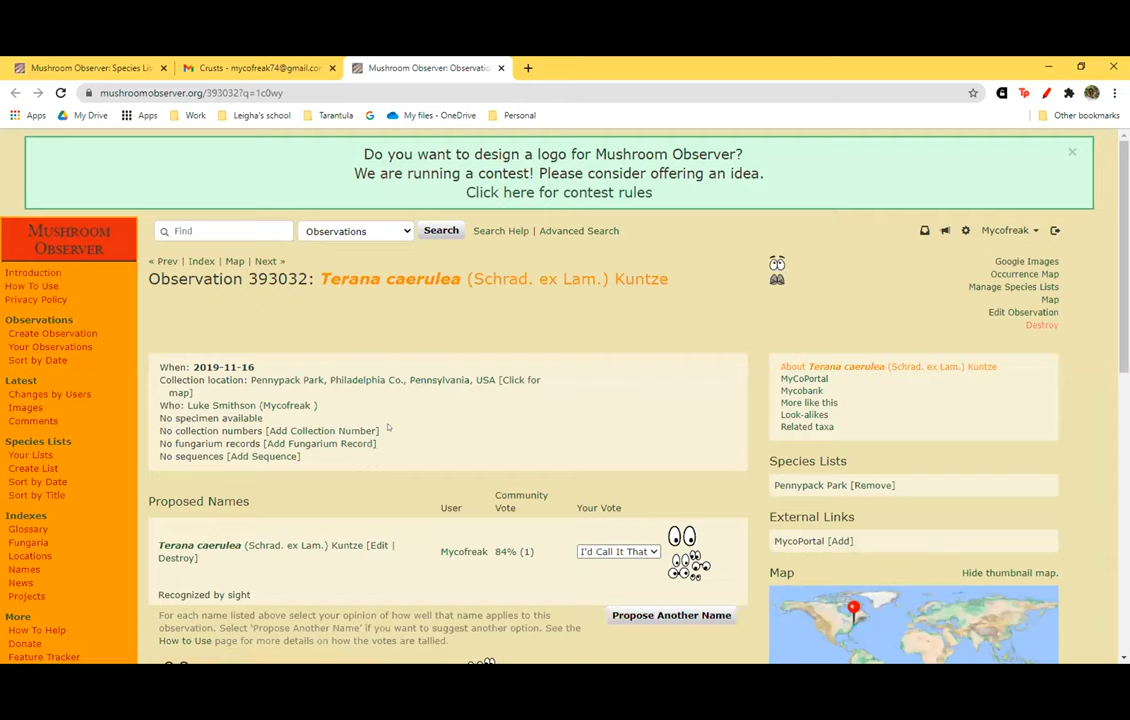 Mushroom Observer: Species Lis
Crusts - mycofreak74@gmail.com
Mushroom Observer: Observatio
mushroomobserver.org/393032?q=1c0wy
Apps
My Drive
Apps
Work
Leigha's school
Tarantula
My files - OneDrive
Personal
Other bookmarks
Do you want to design a logo for Mushroom Observer?
We are running a contest! Please consider offering an idea.
Click here for contest rules
MUSHROOM
OBSERVER
Introduction
How To Use
Privacy Policy
Observations
Create Observation
Your Observations
Sort by Date
Latest
Changes by Users
Images
Comments
Species Lists
Your Lists
Create List
Sort by Date
Sort by Title
Indexes
Glossary
Fungaria
Locations
Names
News
Projects
More
How To Help
Donate
Feature Tracker
Find
Observations
Search
Search Help | Advanced Search
Mycofreak
« Prev | Index | Map | Next »
Observation 393032: Terana caerulea (Schrad. ex Lam.) Kuntze
Google Images
Occurrence Map
Manage Species Lists
Map
Edit Observation
Destroy
When: 2019-11-16
Collection location: Pennypack Park, Philadelphia Co., Pennsylvania, USA [Click for
map]
Who: Luke Smithson (Mycofreak )
No specimen available
No collection numbers [Add Collection Number]
No fungarium records [Add Fungarium Record]
No sequences [Add Sequence]
Proposed Names
User
Community
Vote
Your Vote
Terana caerulea (Schrad. ex Lam.) Kuntze [Edit |
Destroy]
Mycofreak
84% (1)
I'd Call It That
Recognized by sight
For each name listed above select your opinion of how well that name applies to this
observation. Select 'Propose Another Name' if you want to suggest another option. See the
How to Use page for more details on how the votes are tallied.
Propose Another Name
About Terana caerulea (Schrad. ex Lam.) Kuntze
MyCoPortal
Mycobank
More like this
Look-alikes
Related taxa
Species Lists
Pennypack Park [Remove]
External Links
MycoPortal [Add]
Map
Hide thumbnail map.